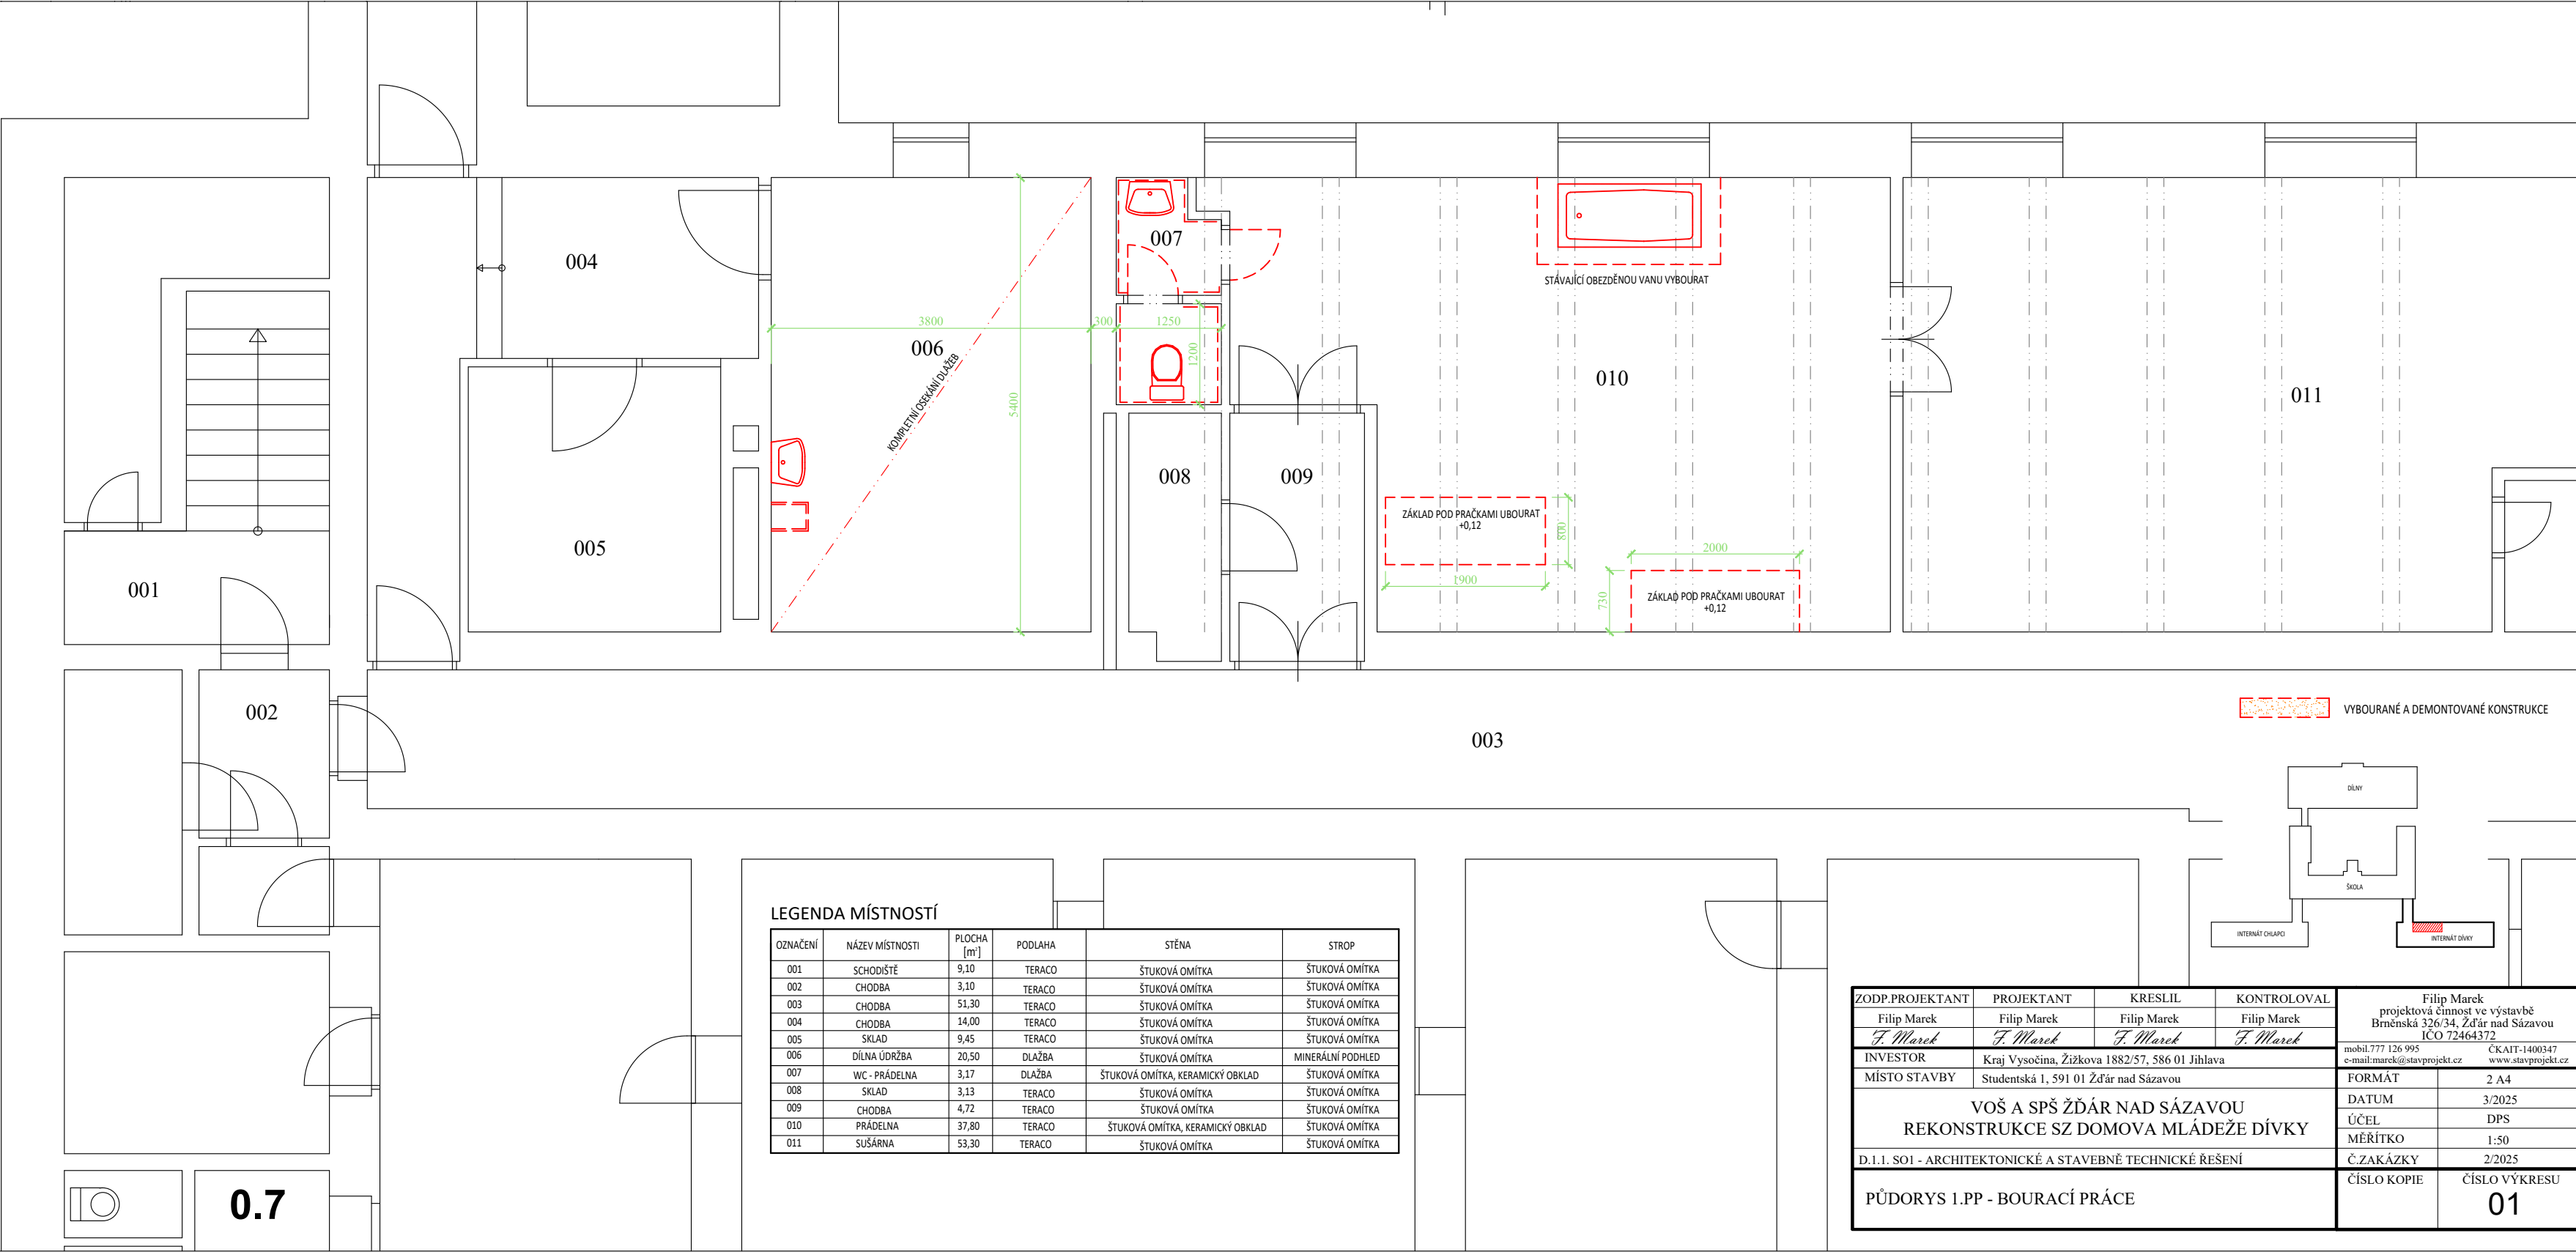 004
007
STÁVAJÍCÍ OBEZDĚNOU VANU VYBOURAT
3800
300
1250
006
1200
KOMPLETNÍ OSEKÁNÍ DLAŽEB
5400
010
011
008
009
ZÁKLAD POD PRAČKAMI UBOURAT
+0,12
800
1900
2000
730
ZÁKLAD POD PRAČKAMI UBOURAT
+0,12
005
001
002
003
VYBOURANÉ A DEMONTOVANÉ KONSTRUKCE
DÍLNY
ŠKOLA
INTERNÁT CHLAPCI
INTERNÁT DÍVKY
0.7
LEGENDA MÍSTNOSTÍ
OZNAČENÍ NÁZEV MÍSTNOSTI PLOCHA [m²] PODLAHA STĚNA STROP
001 SCHODIŠTĚ 9,10 TERACO ŠTUKOVÁ OMÍTKA ŠTUKOVÁ OMÍTKA
002 CHODBA 3,10 TERACO ŠTUKOVÁ OMÍTKA ŠTUKOVÁ OMÍTKA
003 CHODBA 51,30 TERACO ŠTUKOVÁ OMÍTKA ŠTUKOVÁ OMÍTKA
004 CHODBA 14,00 TERACO ŠTUKOVÁ OMÍTKA ŠTUKOVÁ OMÍTKA
005 SKLAD 9,45 TERACO ŠTUKOVÁ OMÍTKA ŠTUKOVÁ OMÍTKA
006 DÍLNA ÚDRŽBA 20,50 DLAŽBA ŠTUKOVÁ OMÍTKA MINERÁLNÍ PODHLED
007 WC - PRÁDELNA 3,17 DLAŽBA ŠTUKOVÁ OMÍTKA, KERAMICKÝ OBKLAD ŠTUKOVÁ OMÍTKA
008 SKLAD 3,13 TERACO ŠTUKOVÁ OMÍTKA ŠTUKOVÁ OMÍTKA
009 CHODBA 4,72 TERACO ŠTUKOVÁ OMÍTKA ŠTUKOVÁ OMÍTKA
010 PRÁDELNA 37,80 TERACO ŠTUKOVÁ OMÍTKA, KERAMICKÝ OBKLAD ŠTUKOVÁ OMÍTKA
011 SUŠÁRNA 53,30 TERACO ŠTUKOVÁ OMÍTKA ŠTUKOVÁ OMÍTKA
ZODP.PROJEKTANT PROJEKTANT KRESLIL KONTROLOVAL
Filip Marek Filip Marek Filip Marek Filip Marek
F. Marek F. Marek F. Marek F. Marek
INVESTOR Kraj Vysočina, Žižkova 1882/57, 586 01 Jihlava
MÍSTO STAVBY Studentská 1, 591 01 Žďár nad Sázavou
VOŠ A SPŠ ŽĎÁR NAD SÁZAVOU
REKONSTRUKCE SZ DOMOVA MLÁDEŽE DÍVKY
D.1.1. SO1 - ARCHITEKTONICKÉ A STAVEBNĚ TECHNICKÉ ŘEŠENÍ
PŮDORYS 1.PP - BOURACÍ PRÁCE
Filip Marek
projektová činnost ve výstavbě
Brněnská 326/34, Žďár nad Sázavou
IČO 72464372
mobil.777 126 995 ČKAIT-1400347
e-mail:marek@stavprojekt.cz www.stavprojekt.cz
FORMÁT 2 A4
DATUM 3/2025
ÚČEL DPS
MĚŘÍTKO 1:50
Č.ZAKÁZKY 2/2025
ČÍSLO KOPIE ČÍSLO VÝKRESU
01